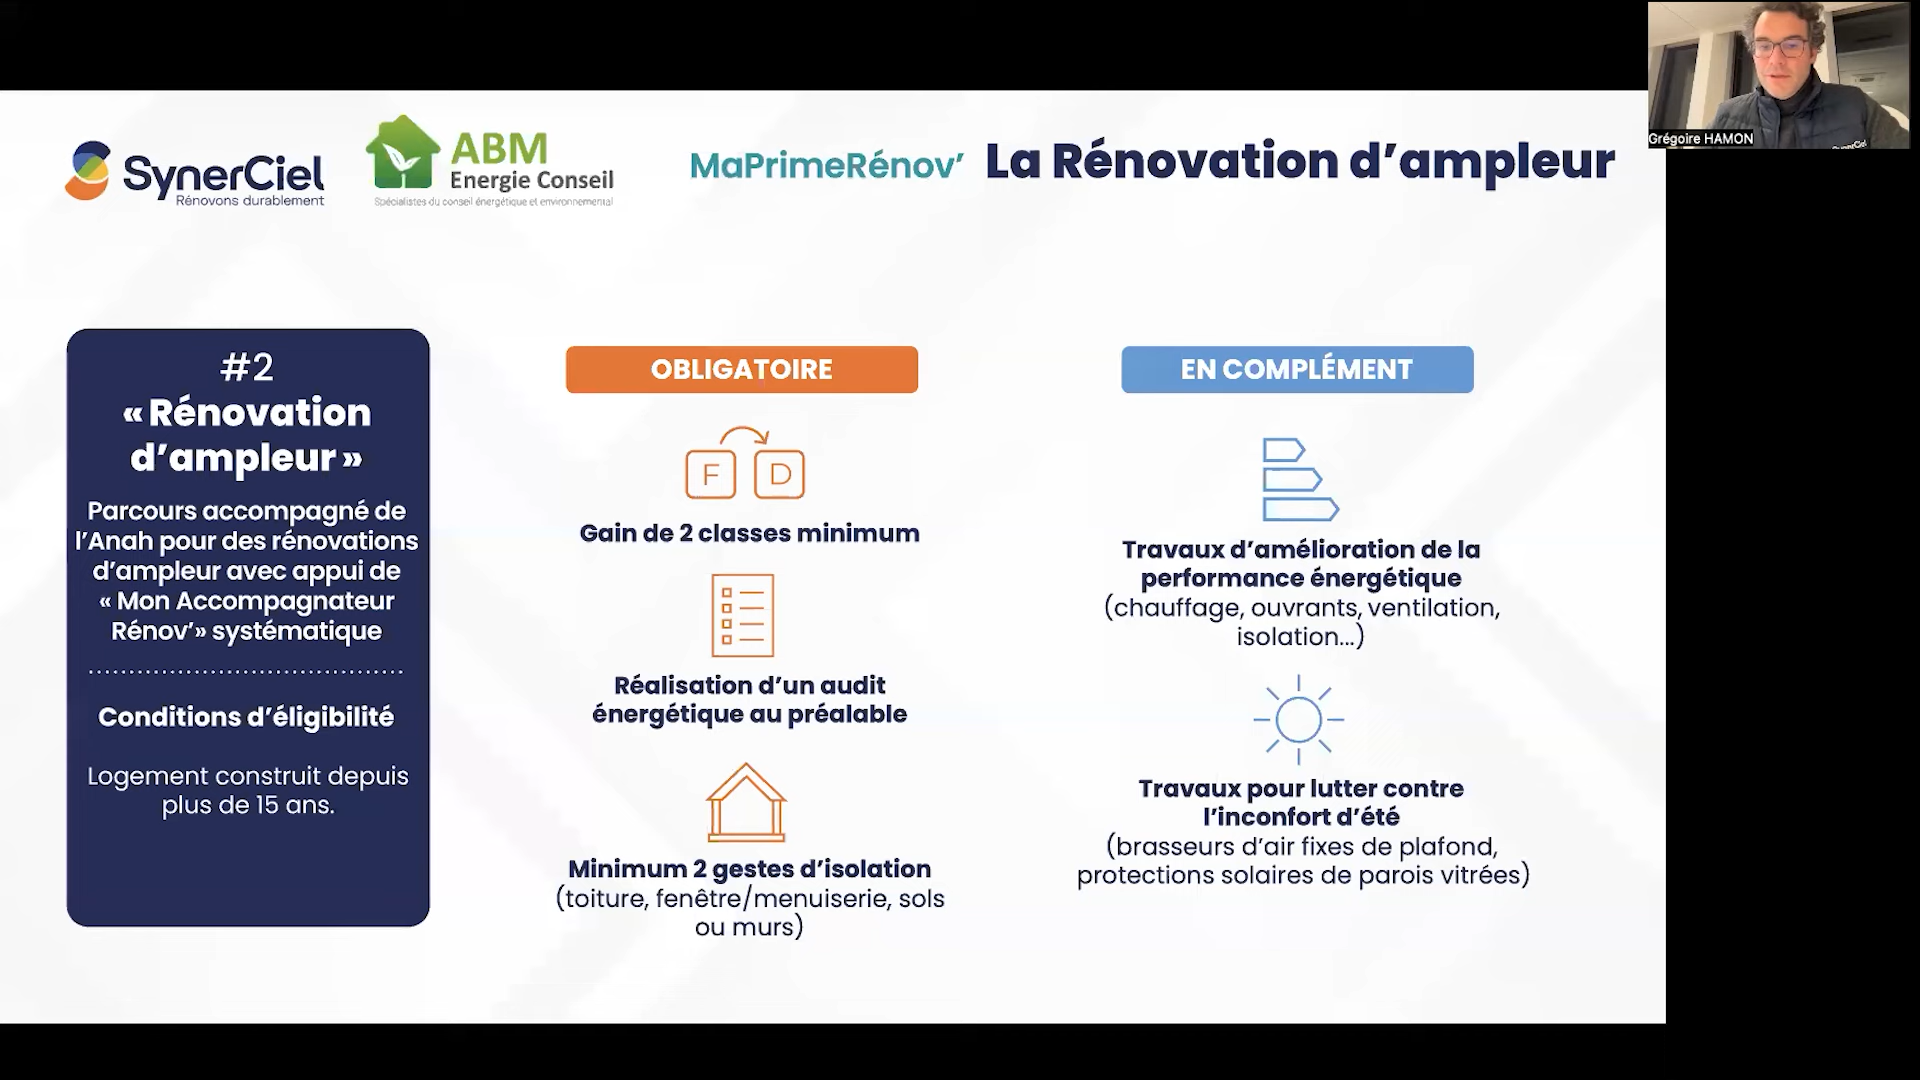 Grégoire HAMON
SynerCiel
SynerCiel
Rénovons durablement
ABM
Energie Conseil
Spécialistes du conseil énergétique et environnemental
MaPrimeRénov’ La Rénovation d’ampleur
#2
« Rénovation
d’ampleur »
Parcours accompagné de
l’Anah pour des rénovations
d’ampleur avec appui de
« Mon Accompagnateur
Rénov’» systématique
Conditions d’éligibilité
Logement construit depuis
plus de 15 ans.
OBLIGATOIRE
F D
Gain de 2 classes minimum
Réalisation d’un audit
énergétique au préalable
Minimum 2 gestes d’isolation
(toiture, fenêtre/menuiserie, sols
ou murs)
EN COMPLÉMENT
Travaux d’amélioration de la
performance énergétique
(chauffage, ouvrants, ventilation,
isolation...)
Travaux pour lutter contre
l’inconfort d’été
(brasseurs d’air fixes de plafond,
protections solaires de parois vitrées)